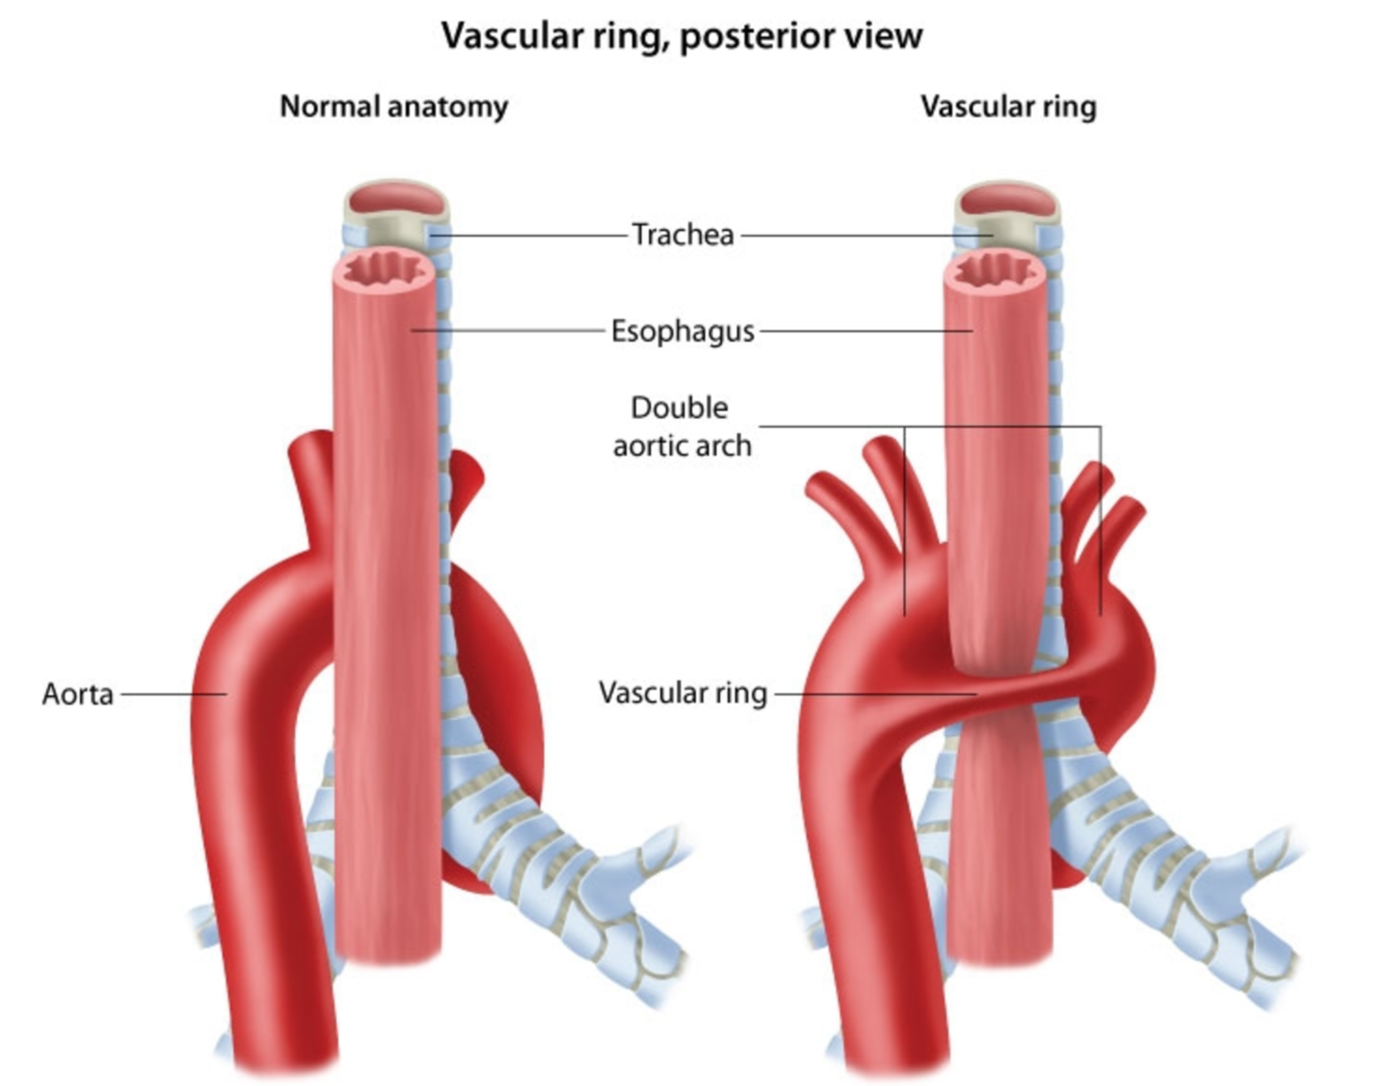 Vascular ring, posterior view
Normal anatomy
Vascular ring
Trachea
Esophagus
Double
aortic arch
Aorta
Vascular ring